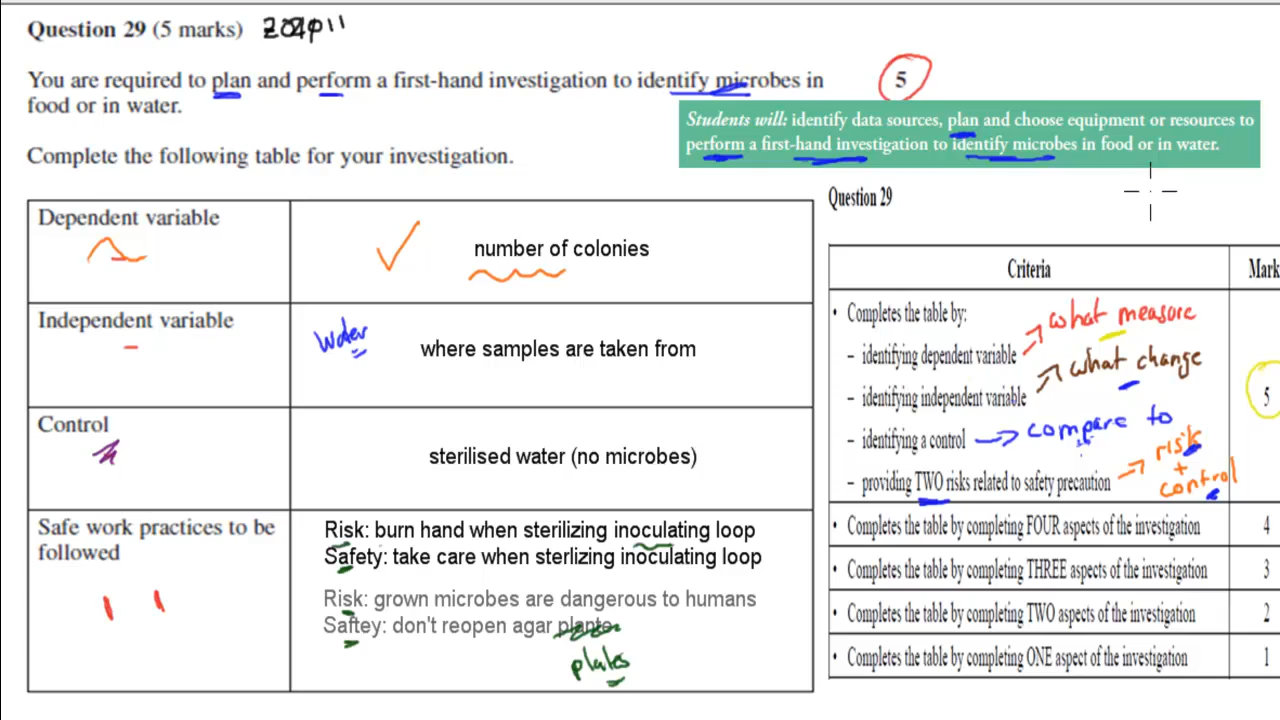 Question 29 (5 marks)
You are required to plan and perform a first-hand investigation to identify microbes in
food or in water.
5
Students will: identify data sources, plan and choose equipment or resources to
perform a first-hand investigation to identify microbes in food or in water.
Complete the following table for your investigation.
Dependent variable
number of colonies
Independent variable
water
where samples are taken from
Control
sterilised water (no microbes)
Safe work practices to be
followed
Risk: burn hand when sterilizing inoculating loop
Safety: take care when sterlizing inoculating loop
Risk: grown microbes are dangerous to humans
Saftey: don't reopen agar plante
plates
Question 29
Criteria
Mark
• Completes the table by:
– identifying dependent variable
what measure
– identifying independent variable
what change
– identifying a control
compare to
– providing TWO risks related to safety precaution
risk
+
control
5
• Completes the table by completing FOUR aspects of the investigation
4
• Completes the table by completing THREE aspects of the investigation
3
• Completes the table by completing TWO aspects of the investigation
2
• Completes the table by completing ONE aspect of the investigation
1